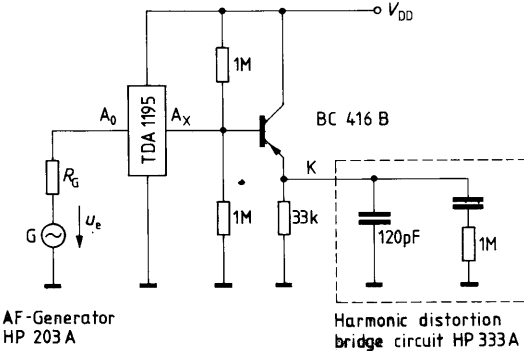 V_DD
1M
A_0
TDA 1195
A_X
BC 416 B
K
R_G
G
u_e
1M
33k
120pF
1M
AF-Generator
HP 203 A
Harmonic distortion
bridge circuit HP 333 A